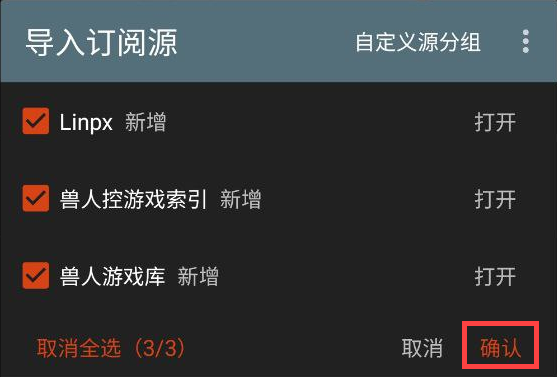 导入订阅源 自定义源分组
Linpx 新增 打开
兽人控游戏索引 新增 打开
兽人游戏库 新增 打开
取消全选（3/3） 取消 确认